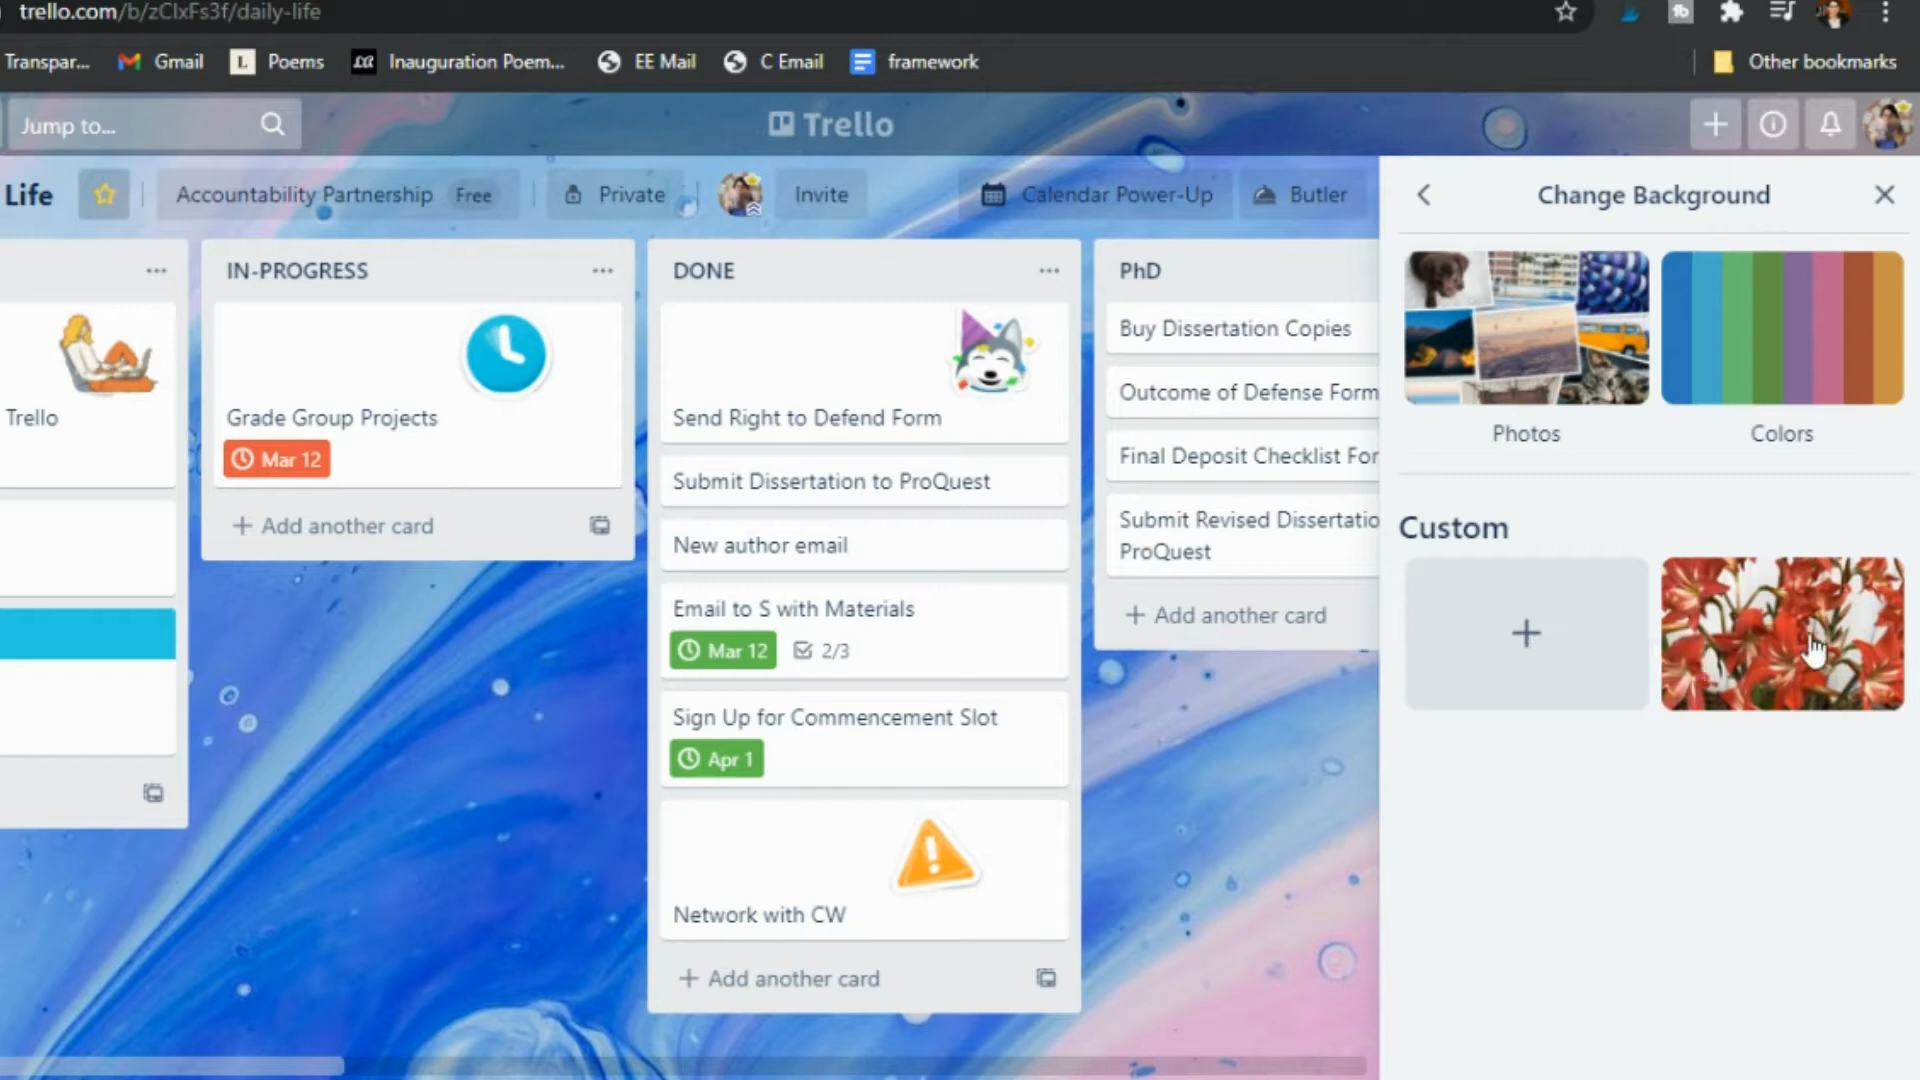 trello.com/b/zClxFs3f/daily-life
Transpar...
Gmail
L
Poems
Inauguration Poem...
EE Mail
C Email
framework
Other bookmarks
Jump to...
Trello
Life
Accountability Partnership
Free
Private
Invite
Calendar Power-Up
Butler
Trello
IN-PROGRESS
Grade Group Projects
Mar 12
Add another card
DONE
Send Right to Defend Form
Submit Dissertation to ProQuest
New author email
Email to S with Materials
Mar 12
2/3
Sign Up for Commencement Slot
Apr 1
Network with CW
Add another card
PhD
Buy Dissertation Copies
Outcome of Defense Form
Final Deposit Checklist For
Submit Revised Dissertatio
ProQuest
Add another card
Change Background
Photos
Colors
Custom